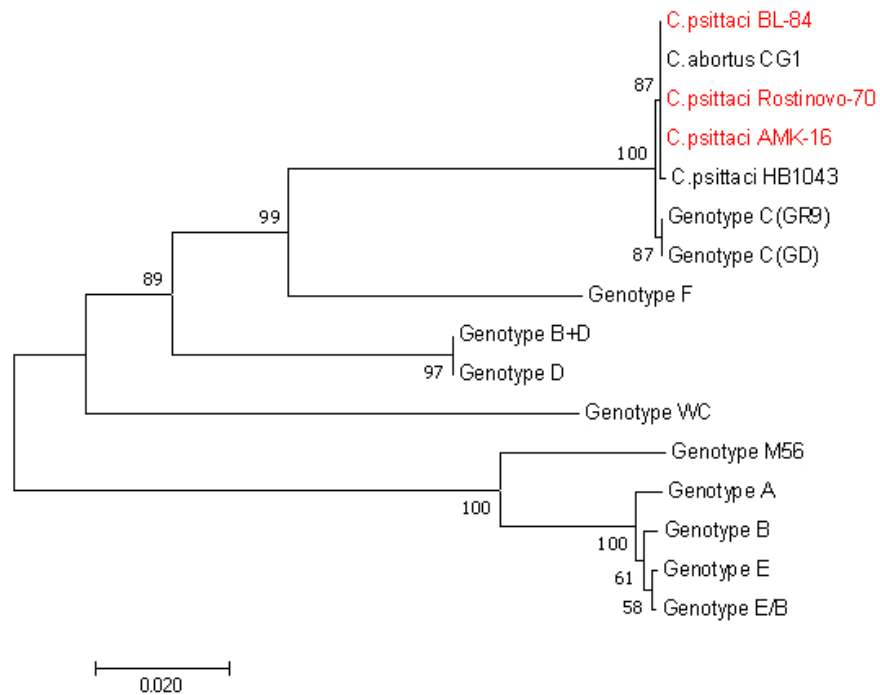 C.psittaci BL-84
C.abortus CG1
87
C.psittaci Rostinovo-70
C.psittaci AMK-16
100
C.psittaci HB1043
Genotype C(GR9)
99
87
Genotype C(GD)
89
Genotype F
Genotype B+D
97
Genotype D
Genotype WC
Genotype M56
100
Genotype A
Genotype B
100
Genotype E
61
58
Genotype E/B
0.020